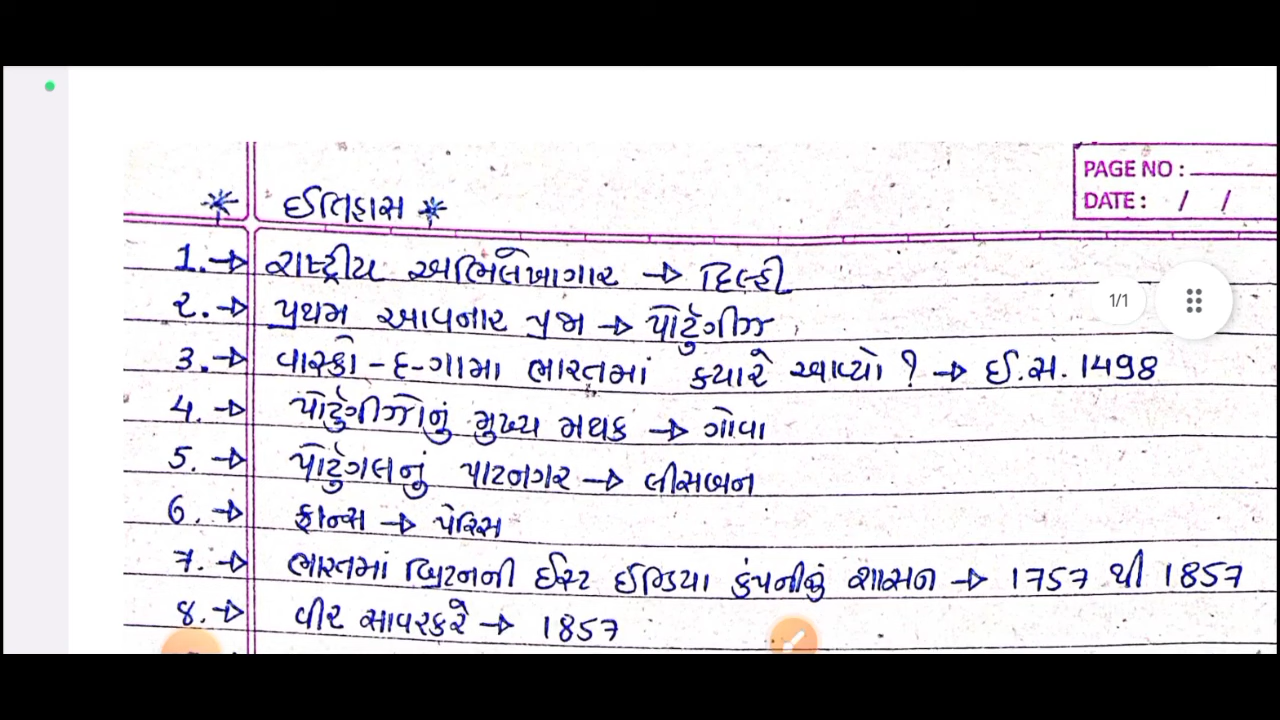 PAGE NO :
DATE : / /
* ઈતિહાસ *
1. → રાષ્ટ્રીય અભિલેખાગાર → દિલ્હી
૨. → પ્રથમ આવનાર પ્રજા → પોર્ટુગીઝ
3. → વાસ્કો-દ-ગામા ભારતમાં ક્યારે આવ્યો ? → ઈ.સ. 1498
1/1
4. → પોર્ટુગીઝોનું મુખ્ય મથક → ગોવા
5. → પોર્ટુગલનું પાટનગર → લીસબન
6. → ફ્રાન્સ → પેરિસ
7. → ભારતમાં બ્રિટનની ઈસ્ટ ઈન્ડિયા કંપનીનું શાસન → 1757 થી 1857
8. → વીર સાવરકરે → 1857